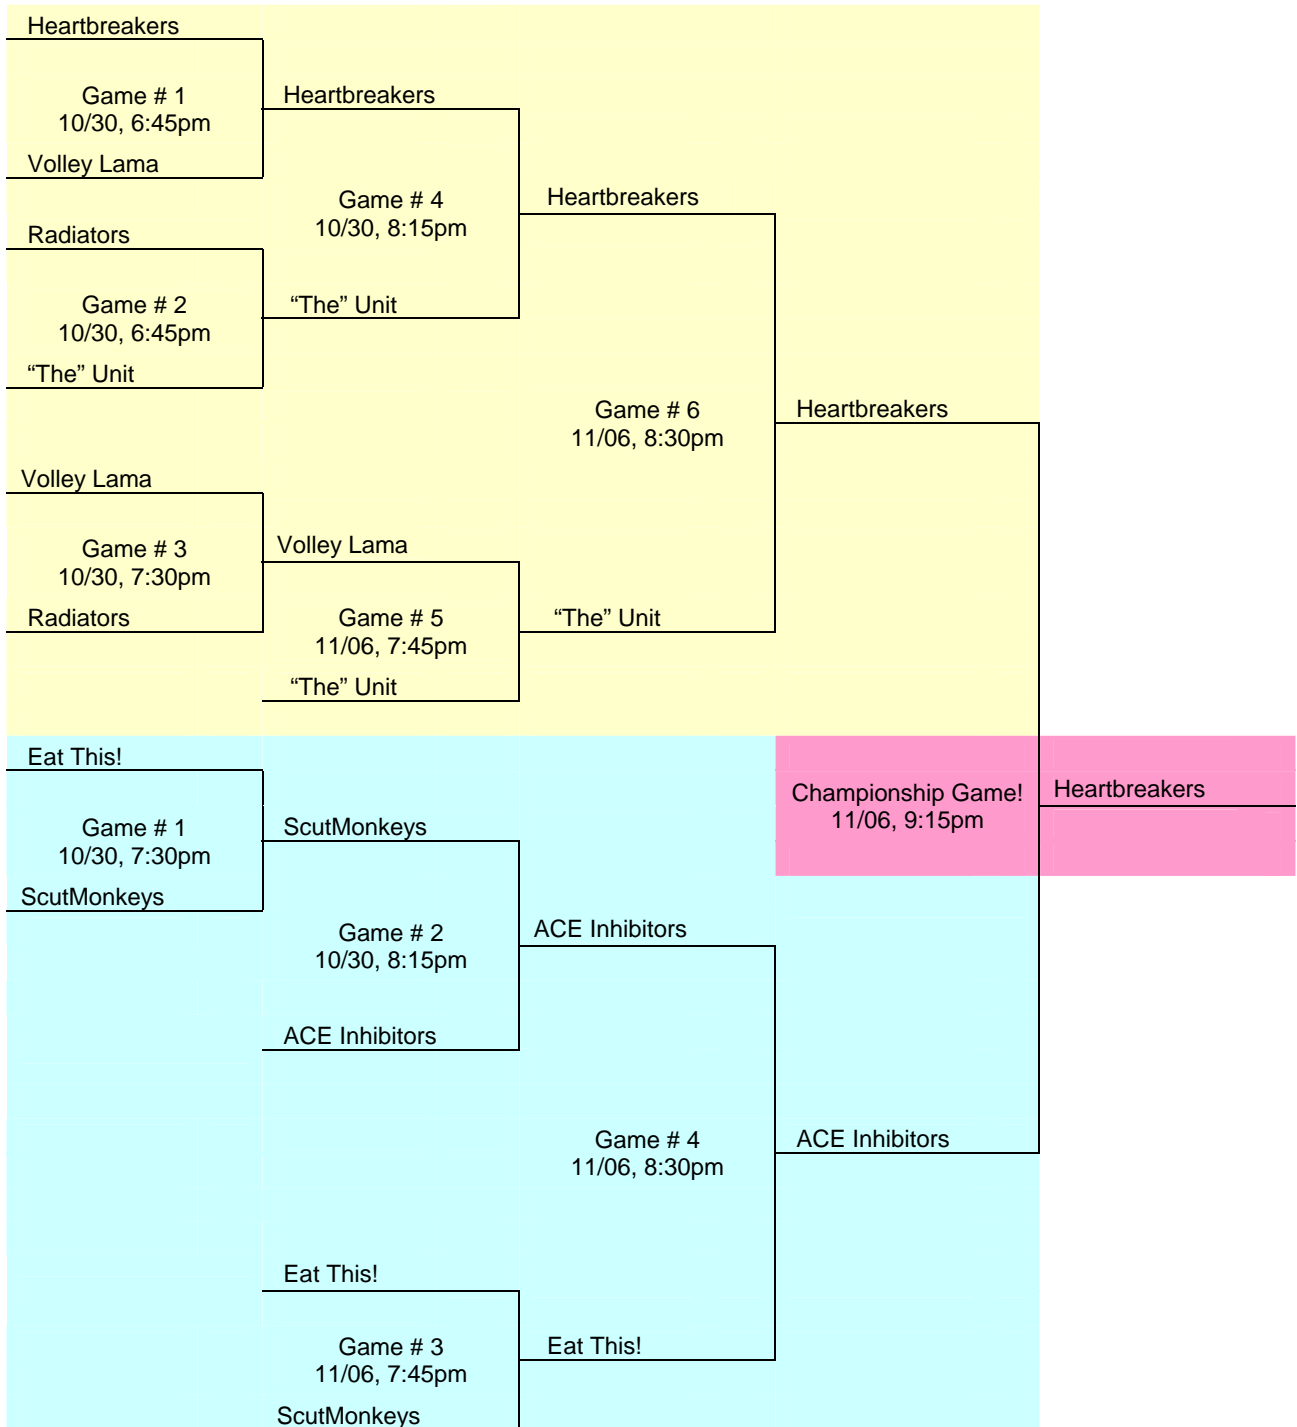 Heartbreakers
Game # 1
10/30, 6:45pm
Heartbreakers
Volley Lama
Game # 4
10/30, 8:15pm
Heartbreakers
Radiators
Game # 2
10/30, 6:45pm
“The” Unit
“The” Unit
Game # 6
11/06, 8:30pm
Heartbreakers
Volley Lama
Game # 3
10/30, 7:30pm
Volley Lama
Radiators
Game # 5
11/06, 7:45pm
“The” Unit
“The” Unit
Eat This!
Championship Game!
11/06, 9:15pm
Heartbreakers
Game # 1
10/30, 7:30pm
ScutMonkeys
ScutMonkeys
Game # 2
10/30, 8:15pm
ACE Inhibitors
ACE Inhibitors
Game # 4
11/06, 8:30pm
ACE Inhibitors
Eat This!
Game # 3
11/06, 7:45pm
Eat This!
ScutMonkeys